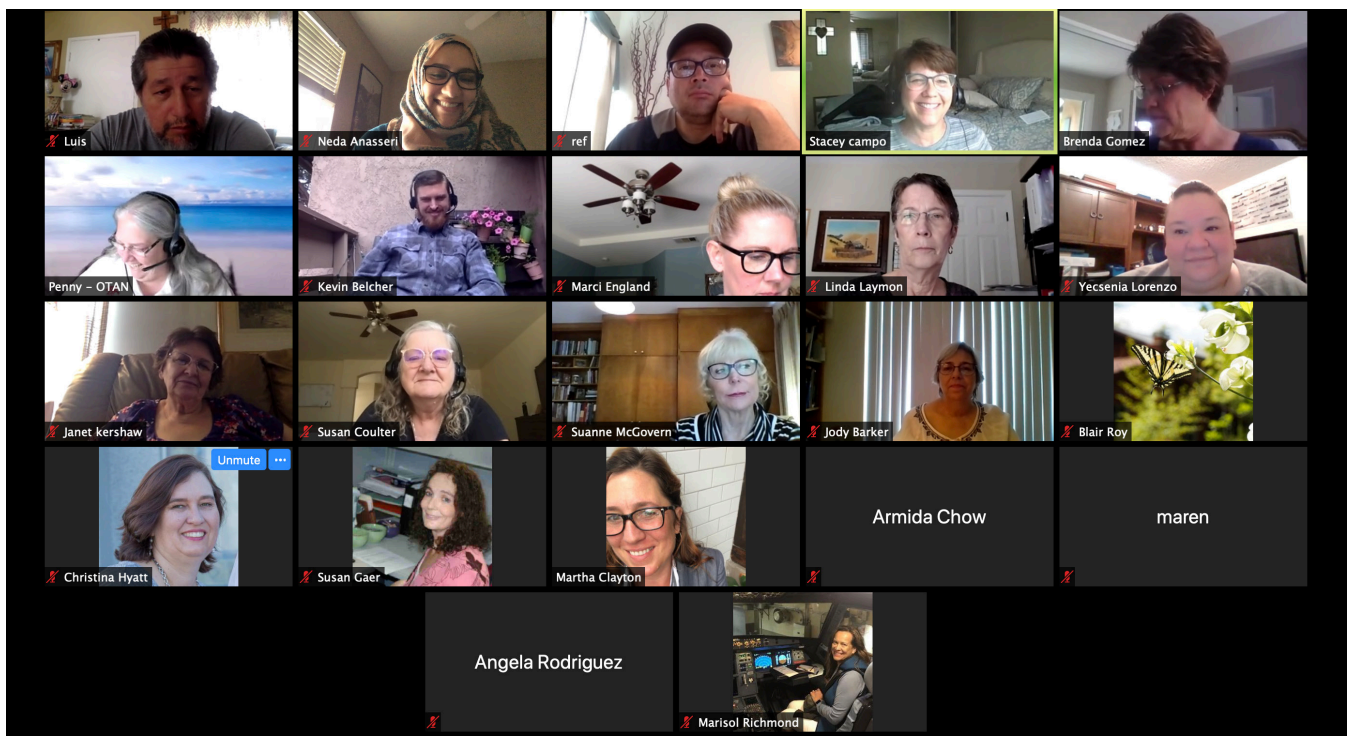 Luis
Neda Anasseri
ref
Stacey campo
Brenda Gomez
Penny – OTAN
Kevin Belcher
Marci England
Linda Laymon
Yecsenia Lorenzo
Janet kershaw
Susan Coulter
Suanne McGovern
Jody Barker
Blair Roy
Unmute
Christina Hyatt
Susan Gaer
Martha Clayton
Armida Chow
maren
Angela Rodriguez
Marisol Richmond